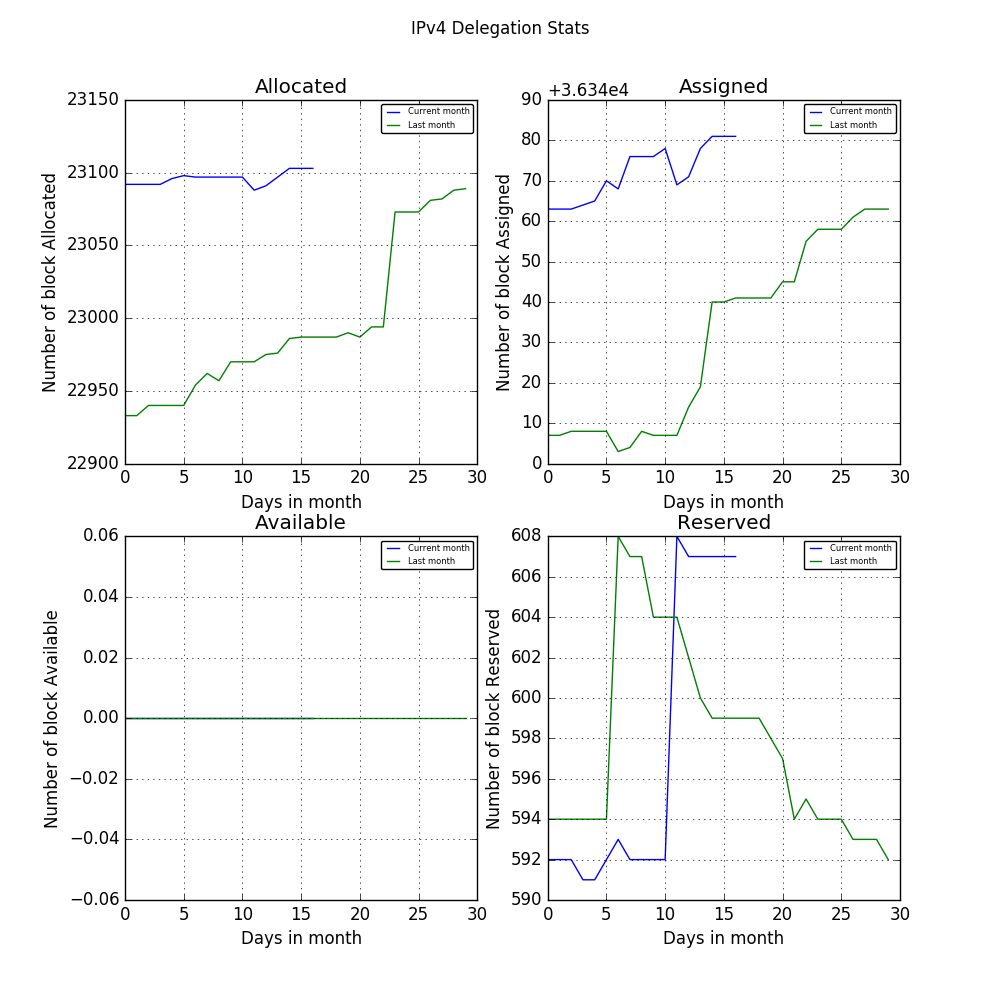 IPv4 Delegation Stats
Allocated
23150
23100
23050
23000
22950
22900
Number of block Allocated
0 5 10 15 20 25 30
Days in month
Current month
Last month
Assigned
+3.634e4
90
80
70
60
50
40
30
20
10
0
Number of block Assigned
0 5 10 15 20 25 30
Days in month
Current month
Last month
Available
0.06
0.04
0.02
0.00
−0.02
−0.04
−0.06
Number of block Available
0 5 10 15 20 25 30
Days in month
Current month
Last month
Reserved
608
606
604
602
600
598
596
594
592
590
Number of block Reserved
0 5 10 15 20 25 30
Days in month
Current month
Last month